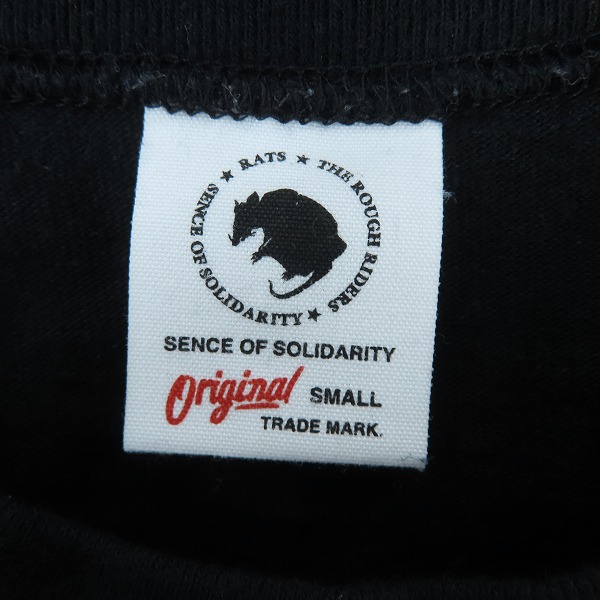 ★ RATS ★ THE ROUGH RIDERS ★ SENCE OF SOLIDARITY
SENCE OF SOLIDARITY
Original SMALL
TRADE MARK.